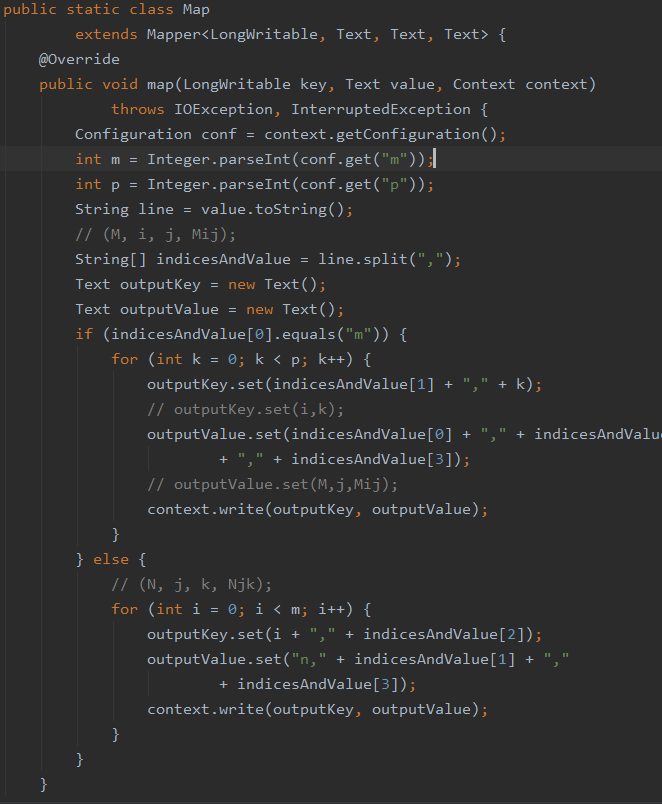 public static class Map
extends Mapper<LongWritable, Text, Text, Text> {
@Override
public void map(LongWritable key, Text value, Context context)
throws IOException, InterruptedException {
Configuration conf = context.getConfiguration();
int m = Integer.parseInt(conf.get("m"));
int p = Integer.parseInt(conf.get("p"));
String line = value.toString();
// (M, i, j, Mij);
String[] indicesAndValue = line.split(",");
Text outputKey = new Text();
Text outputValue = new Text();
if (indicesAndValue[0].equals("m")) {
for (int k = 0; k < p; k++) {
outputKey.set(indicesAndValue[1] + "," + k);
// outputKey.set(i,k);
outputValue.set(indicesAndValue[0] + "," + indicesAndValu
+ "," + indicesAndValue[3]);
// outputValue.set(M,j,Mij);
context.write(outputKey, outputValue);
}
} else {
// (N, j, k, Njk);
for (int i = 0; i < m; i++) {
outputKey.set(i + "," + indicesAndValue[2]);
outputValue.set("n," + indicesAndValue[1] + ","
+ indicesAndValue[3]);
context.write(outputKey, outputValue);
}
}
}